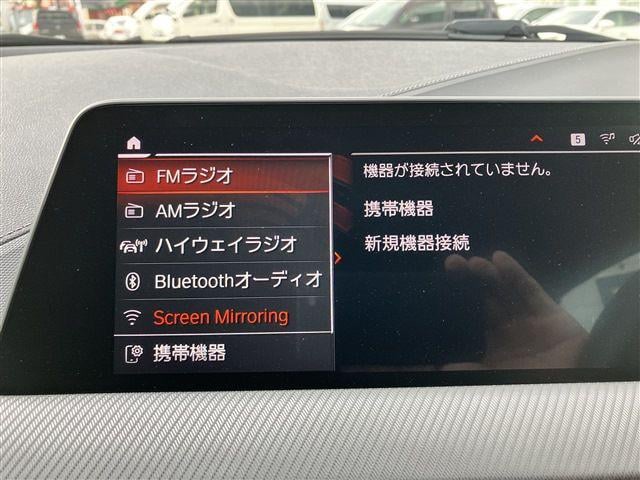 5
FMラジオ
AMラジオ
ハイウェイラジオ
Bluetoothオーディオ
Screen Mirroring
携帯機器
機器が接続されていません。
携帯機器
新規機器接続